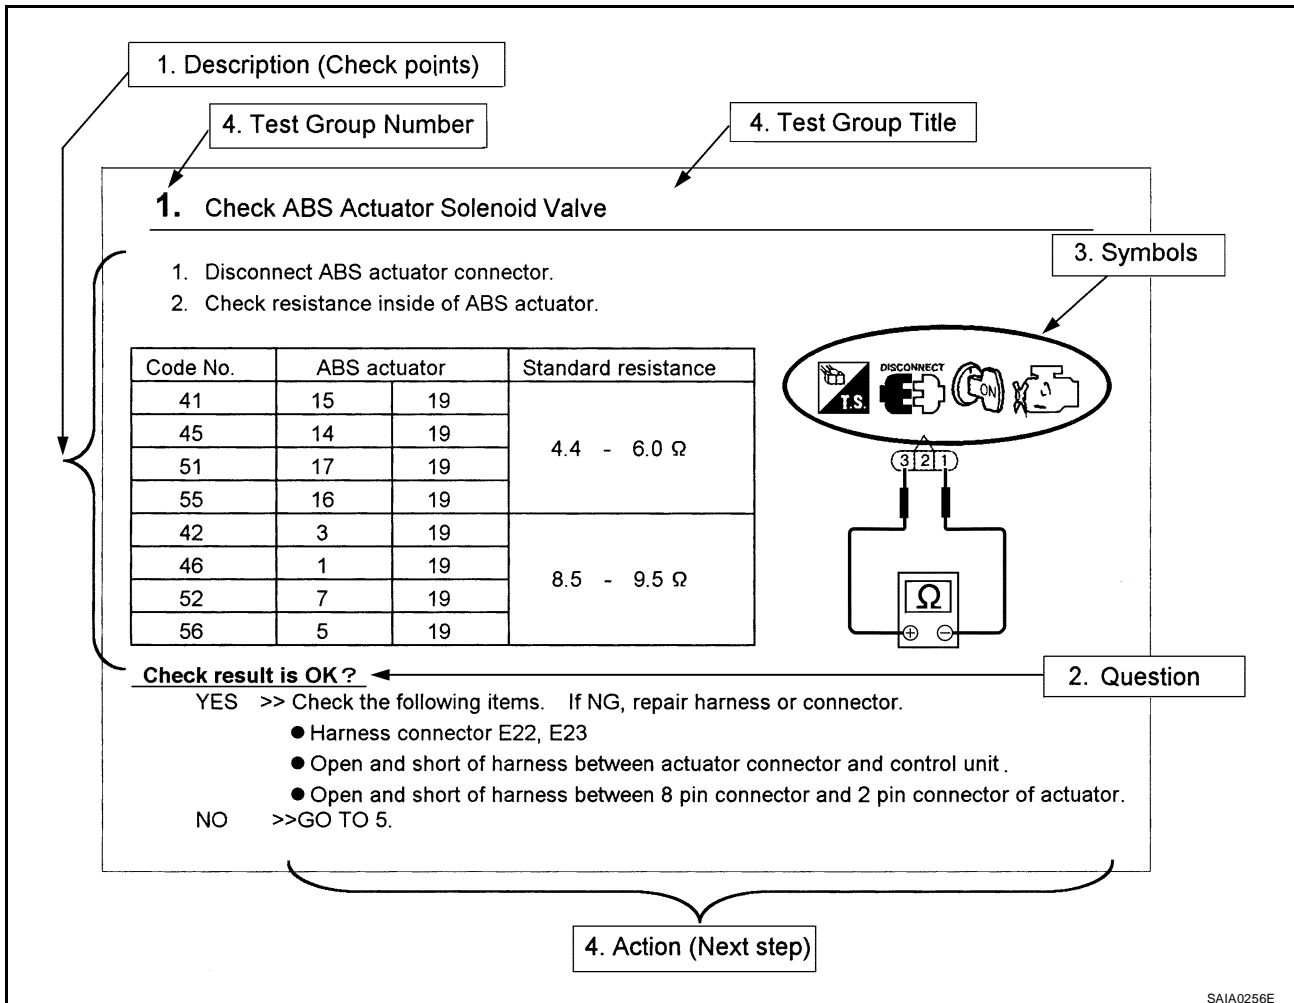 1. Description (Check points)
4. Test Group Number
4. Test Group Title
1. Check ABS Actuator Solenoid Valve
3. Symbols
1. Disconnect ABS actuator connector.
2. Check resistance inside of ABS actuator.
Code No. ABS actuator Standard resistance
41 15 19
45 14 19
51 17 19
55 16 19
4.4 - 6.0 Ω
42 3 19
46 1 19
52 7 19
56 5 19
8.5 - 9.5 Ω
DISCONNECT
T.S.
ON
3 2 1
Ω
+ −
Check result is OK?
2. Question
YES >> Check the following items. If NG, repair harness or connector.
● Harness connector E22, E23
● Open and short of harness between actuator connector and control unit.
● Open and short of harness between 8 pin connector and 2 pin connector of actuator.
NO >>GO TO 5.
4. Action (Next step)
SAIA0256E